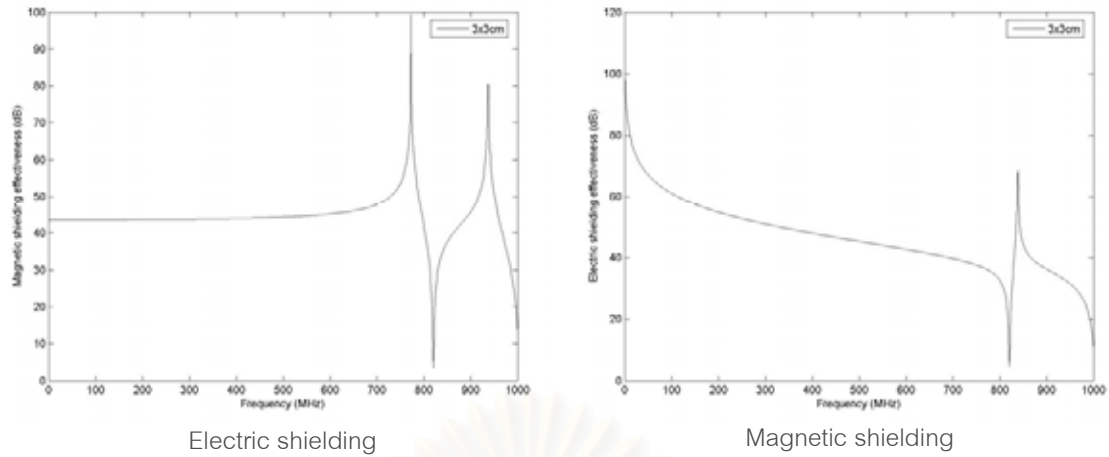 3x3cm
Magnetic shielding effectiveness (dB)
100
90
80
70
60
50
40
30
20
10
0
0 100 200 300 400 500 600 700 800 900 1000
Frequency (MHz)
Electric shielding
3x3cm
Electric shielding effectiveness (dB)
120
100
80
60
40
20
0
0 100 200 300 400 500 600 700 800 900 1000
Frequency (MHz)
Magnetic shielding